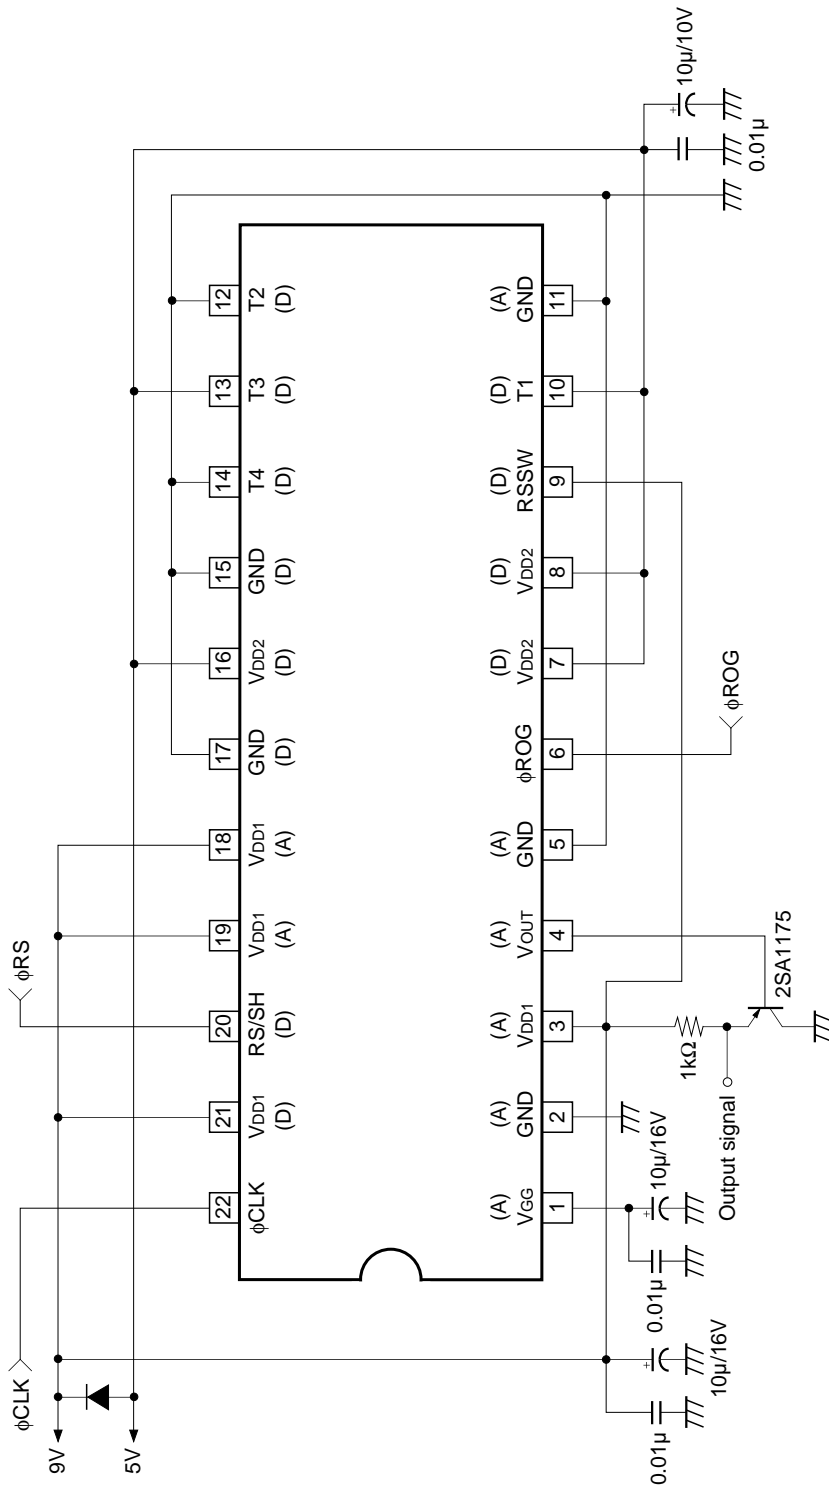 φCLK
9V
5V
φRS
22
21
20
19
18
17
16
15
14
13
12
φCLK
VDD1
RS/SH
VDD1
VDD1
GND
VDD2
GND
T4
T3
T2
(D)
(D)
(A)
(A)
(D)
(D)
(D)
(D)
(D)
(D)
(A)
(A)
(A)
(A)
(A)
(D)
(D)
(D)
(D)
(A)
VGG
GND
VDD1
VOUT
GND
φROG
VDD2
VDD2
RSSW
T1
GND
1
2
3
4
5
6
7
8
9
10
11
0.01μ
10μ/16V
0.01μ
10μ/16V
1kΩ
Output signal
2SA1175
φROG
+
+
+
10μ/10V
0.01μ